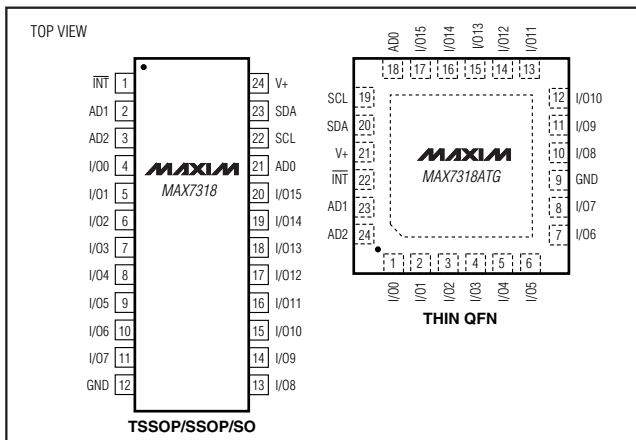 TOP VIEW
INT 1
AD1 2
AD2 3
I/O0 4
I/O1 5
I/O2 6
I/O3 7
I/O4 8
I/O5 9
I/O6 10
I/O7 11
GND 12
MAXIM
MAX7318
24 V+
23 SDA
22 SCL
21 AD0
20 I/O15
19 I/O14
18 I/O13
17 I/O12
16 I/O11
15 I/O10
14 I/O9
13 I/O8
TSSOP/SSOP/SO
AD0 I/O15 I/O14 I/O13 I/O12 I/O11
18 17 16 15 14 13
SCL 19
SDA 20
V+ 21
INT 22
AD1 23
AD2 24
MAXIM
MAX7318ATG
12 I/O10
11 I/O9
10 I/O8
9 GND
8 I/O7
7 I/O6
1 2 3 4 5 6
I/O0 I/O1 I/O2 I/O3 I/O4 I/O5
THIN QFN